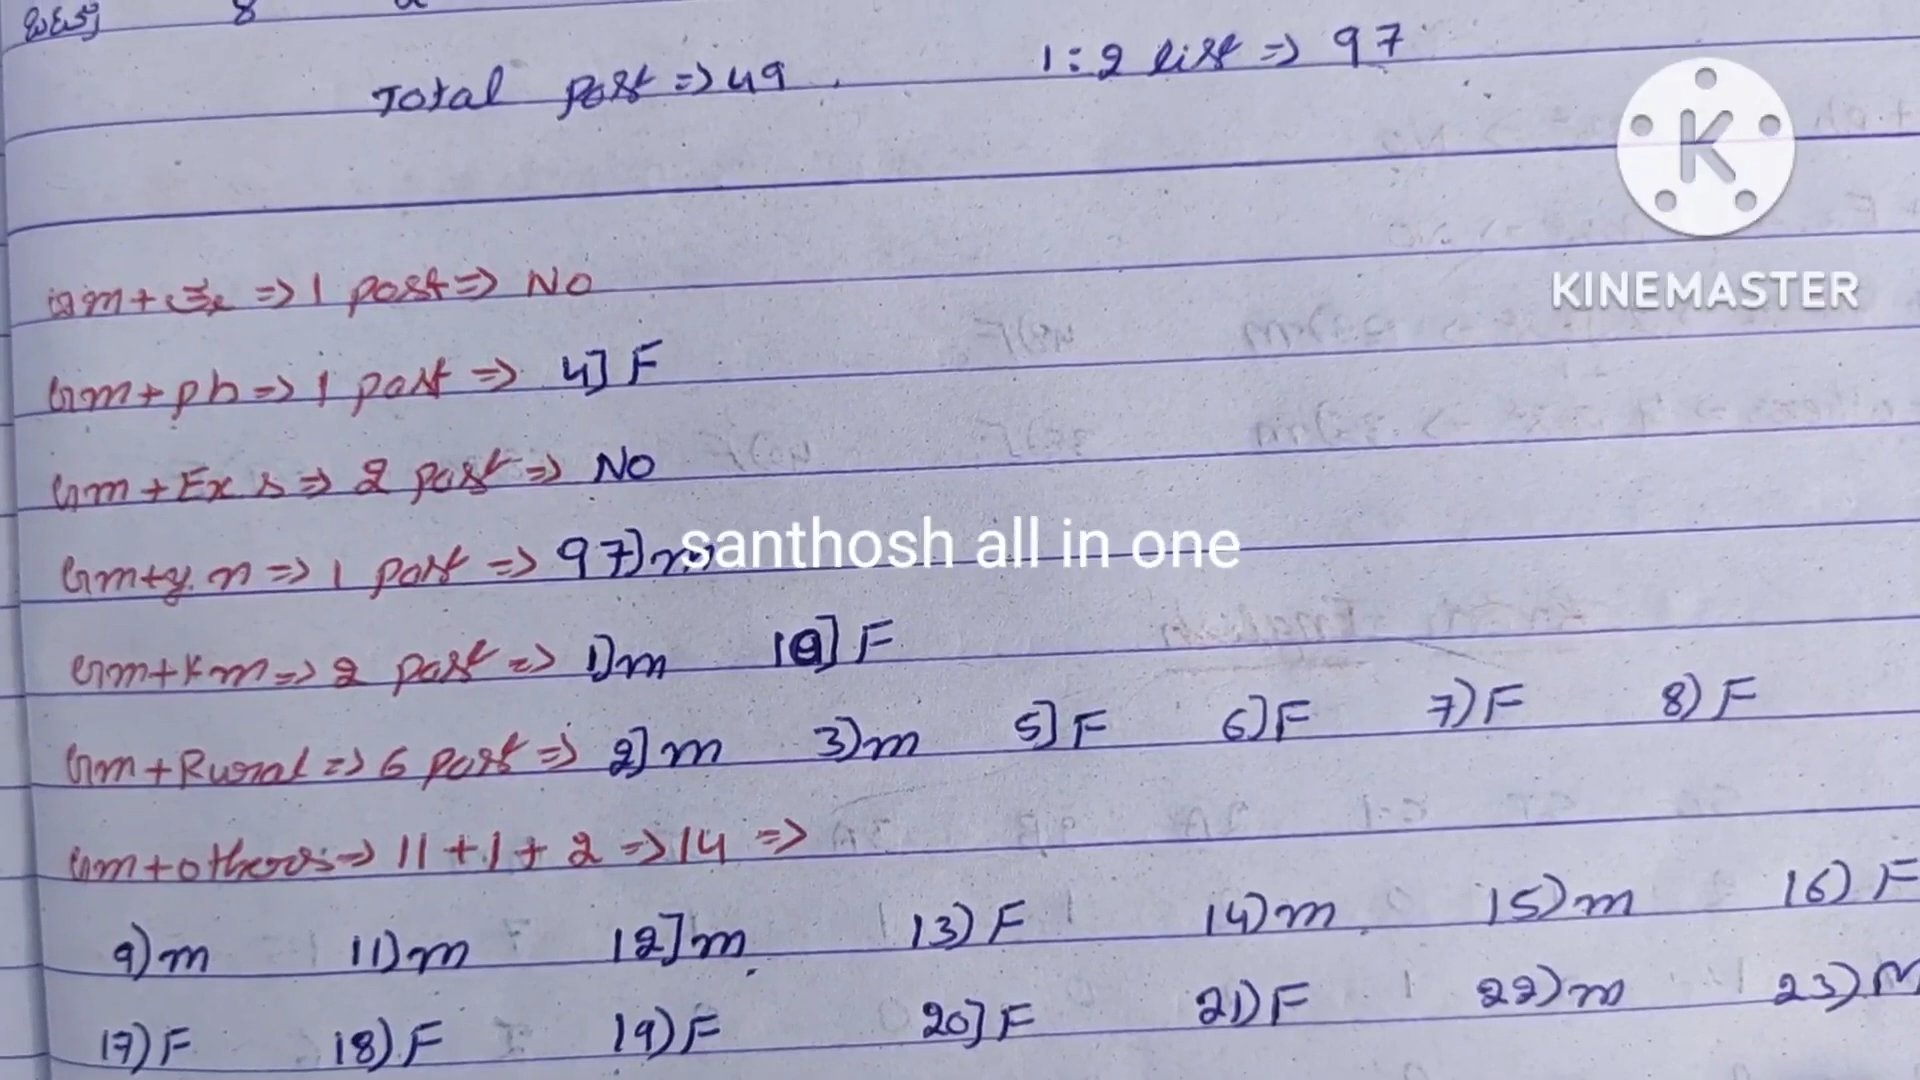 ಒಟ್ಟು 8
Total post => 49 1:2 list => 97
KINEMASTER
Gm + ತೃ => 1 post => No
Gm + ph => 1 post => 4] F
Gm + Ex s => 2 post => No
santhosh all in one
Gm+y.n => 1 post => 97) m
Gm+Km => 2 post => 1) m 10] F
Gm + Rural => 6 post => 2] m 3) m 5] F 6] F 7) F 8) F
Gm + others => 11 + 1 + 2 => 14 =>
9) m 11) m 12] m 13) F 14) m 15) m 16) F
17) F 18) F 19) F 20] F 21) F 22) m 23) M